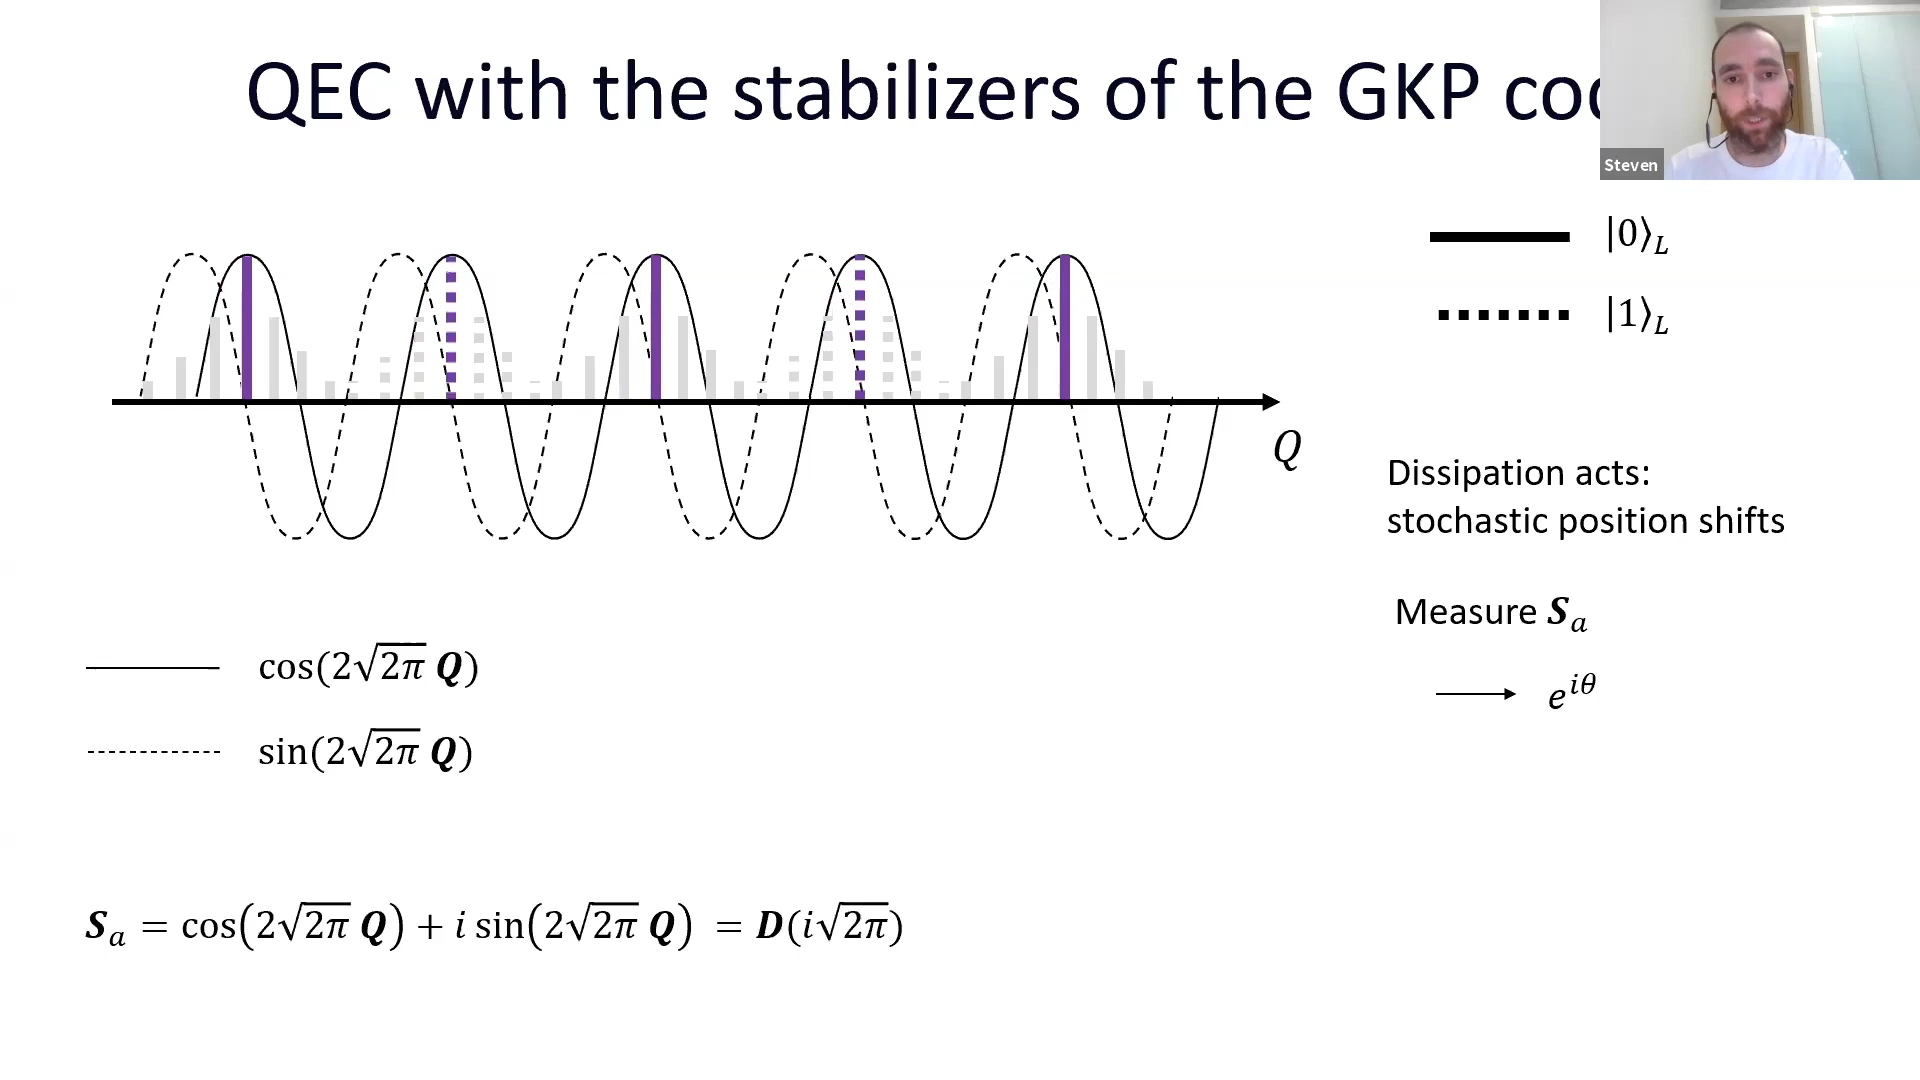 QEC with the stabilizers of the GKP
Steven
|0⟩_L
|1⟩_L
Q
Dissipation acts:
stochastic position shifts
Measure S_a
e^{iθ}
cos(2√2π Q)
sin(2√2π Q)
S_a = cos(2√2π Q) + i sin(2√2π Q) = D(i√2π)